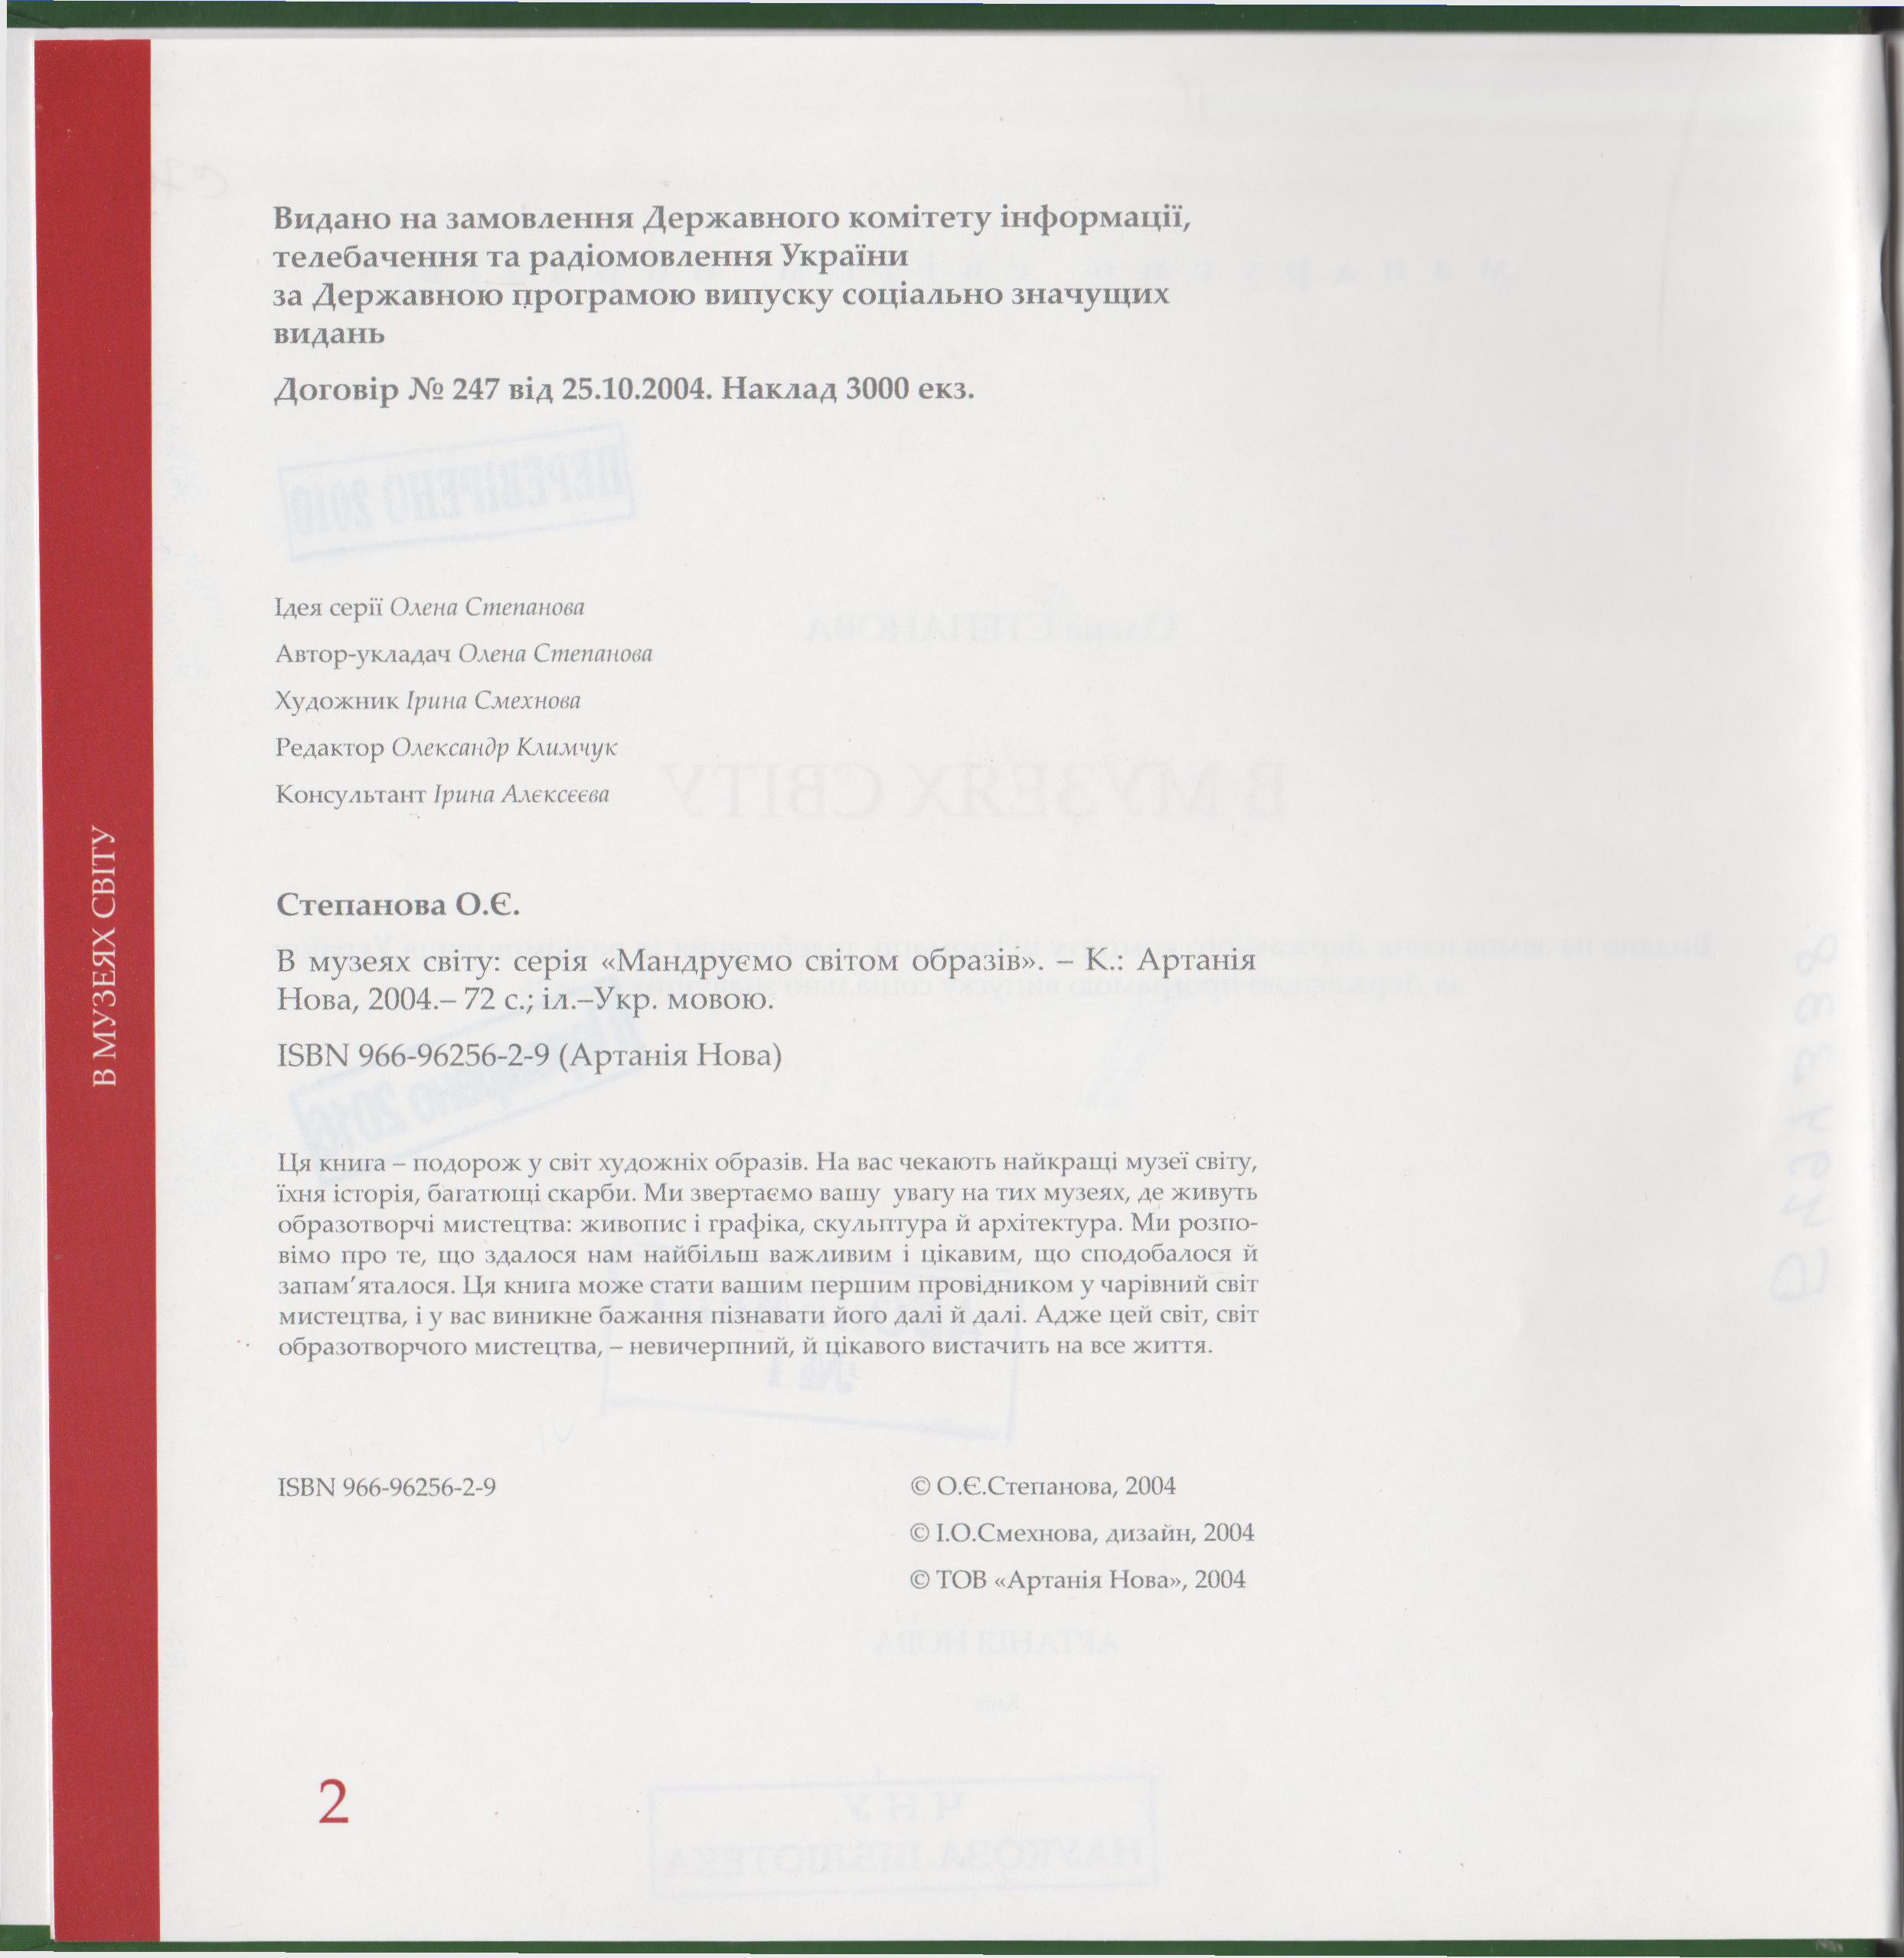 В МУЗЕЯХ СВІТУ
Видано на замовлення Державного комітету інформації,
телебачення та радіомовлення України
за Державною програмою випуску соціально значущих
видань
Договір № 247 від 25.10.2004. Наклад 3000 екз.
Ідея серії Олена Степанова
Автор-укладач Олена Степанова
Художник Ірина Смехнова
Редактор Олександр Климчук
Консультант Ірина Алєксєєва
Степанова О.Є.
В музеях світу: серія «Мандруємо світом образів». – К.: Артанія
Нова, 2004.– 72 с.; іл.–Укр. мовою.
ISBN 966-96256-2-9 (Артанія Нова)
Ця книга – подорож у світ художніх образів. На вас чекають найкращі музеї світу,
їхня історія, багатющі скарби. Ми звертаємо вашу увагу на тих музеях, де живуть
образотворчі мистецтва: живопис і графіка, скульптура й архітектура. Ми розпо-
вімо про те, що здалося нам найбільш важливим і цікавим, що сподобалося й
запам’яталося. Ця книга може стати вашим першим провідником у чарівний світ
мистецтва, і у вас виникне бажання пізнавати його далі й далі. Адже цей світ, світ
образотворчого мистецтва, – невичерпний, й цікавого вистачить на все життя.
ISBN 966-96256-2-9
© О.Є.Степанова, 2004
© І.О.Смехнова, дизайн, 2004
© ТОВ «Артанія Нова», 2004
2